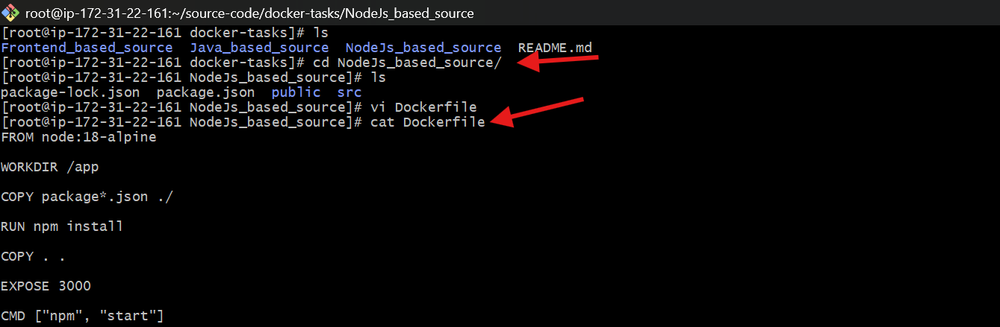 root@ip-172-31-22-161:~/source-code/docker-tasks/NodeJs_based_source
[root@ip-172-31-22-161 docker-tasks]# ls
Frontend_based_source  Java_based_source  NodeJs_based_source  README.md
[root@ip-172-31-22-161 docker-tasks]# cd NodeJs_based_source/
[root@ip-172-31-22-161 NodeJs_based_source]# ls
package-lock.json  package.json  public  src
[root@ip-172-31-22-161 NodeJs_based_source]# vi Dockerfile
[root@ip-172-31-22-161 NodeJs_based_source]# cat Dockerfile
FROM node:18-alpine
WORKDIR /app
COPY package*.json ./
RUN npm install
COPY . .
EXPOSE 3000
CMD ["npm", "start"]